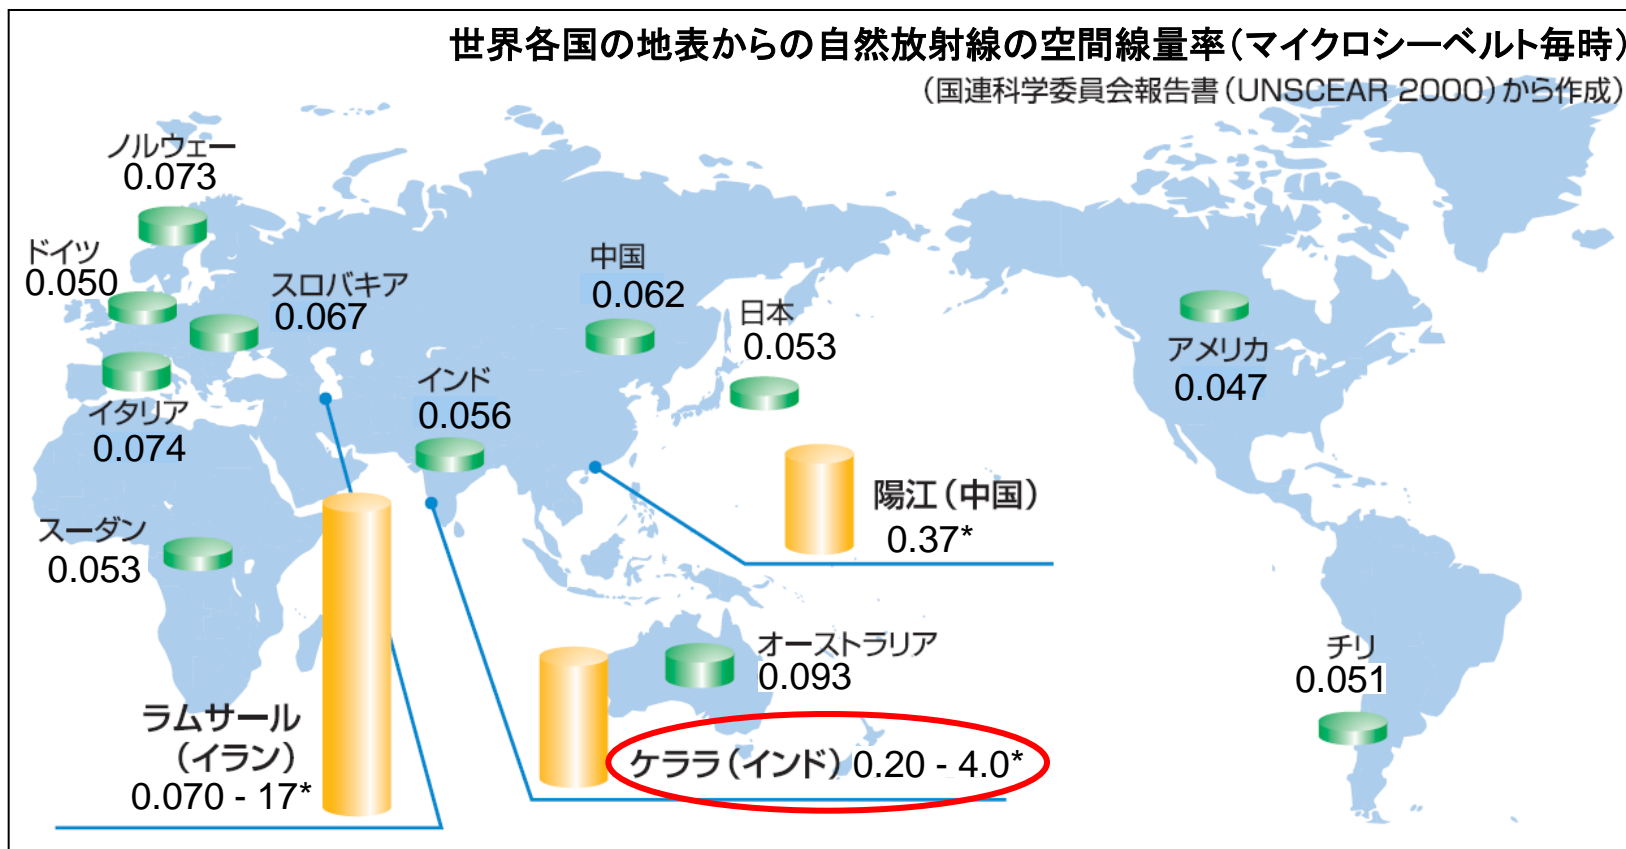 世界各国の地表からの自然放射線の空間線量率(マイクロシーベルト毎時)
(国連科学委員会報告書(UNSCEAR 2000)から作成)
ノルウェー
0.073
ドイツ
0.050
スロバキア
0.067
中国
0.062
日本
0.053
アメリカ
0.047
イタリア
0.074
インド
0.056
陽江(中国)
0.37*
スーダン
0.053
オーストラリア
0.093
チリ
0.051
ラムサール
(イラン)
0.070 - 17*
ケララ(インド) 0.20 - 4.0*